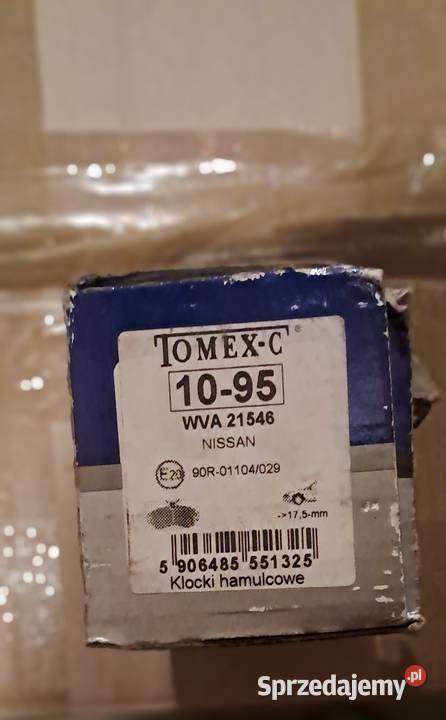 TOMEX-C
10-95
WVA 21546
NISSAN
E20 90R-01104/029
->17,5-mm
5 906485 551325
Klocki hamulcowe
Sprzedajemy.pl